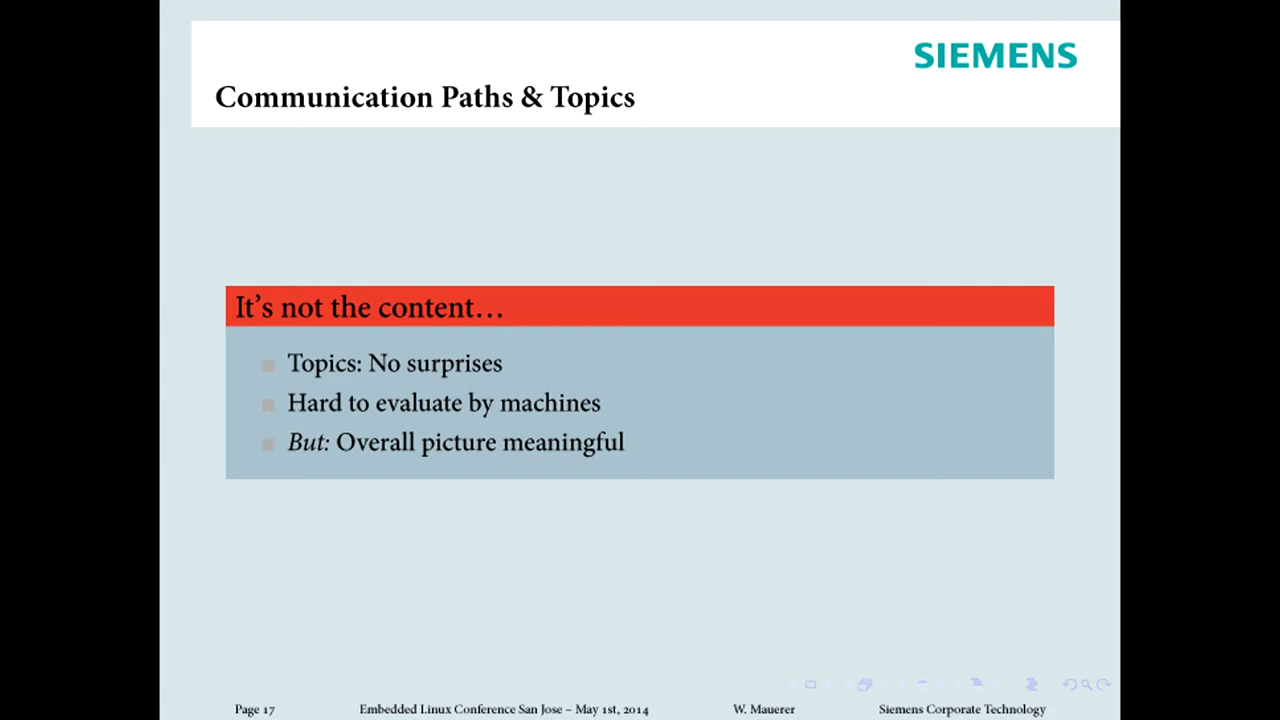 SIEMENS
Communication Paths & Topics
It's not the content…
Topics: No surprises
Hard to evaluate by machines
But: Overall picture meaningful
Page 17 Embedded Linux Conference San Jose – May 1st, 2014 W. Mauerer Siemens Corporate Technology